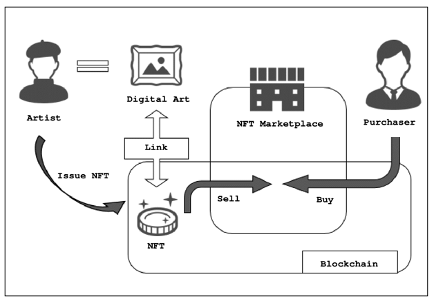 Artist
Digital Art
NFT Marketplace
Purchaser
Link
Issue NFT
Sell
Buy
NFT
Blockchain